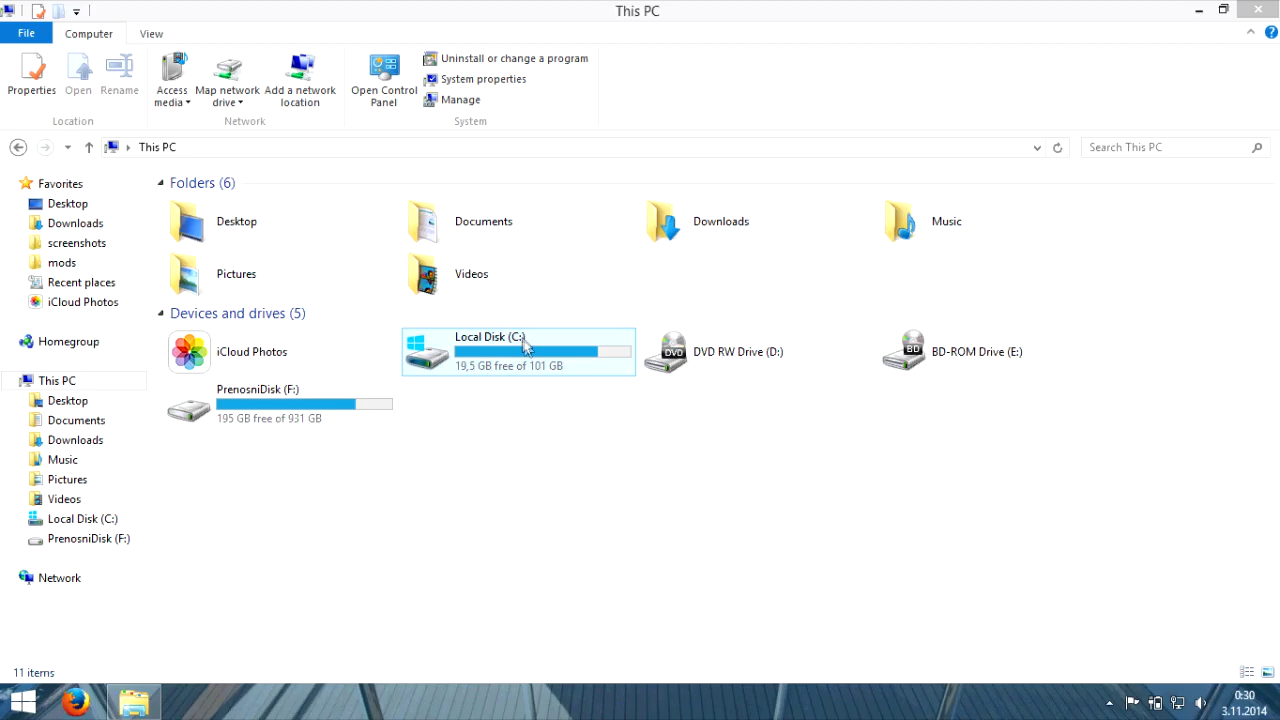 This PC
File Computer View
Properties Open Rename Access media Map network drive Add a network location Open Control Panel Uninstall or change a program
System properties
Manage
Location Network System
This PC Search This PC
Favorites
Desktop
Downloads
screenshots
mods
Recent places
iCloud Photos
Homegroup
This PC
Desktop
Documents
Downloads
Music
Pictures
Videos
Local Disk (C:)
PrenosniDisk (F:)
Network
Folders (6)
Desktop Documents Downloads Music
Pictures Videos
Devices and drives (5)
iCloud Photos
Local Disk (C:)
19,5 GB free of 101 GB
DVD DVD RW Drive (D:)
BD BD-ROM Drive (E:)
PrenosniDisk (F:)
195 GB free of 931 GB
11 items
0:30
3.11.2014